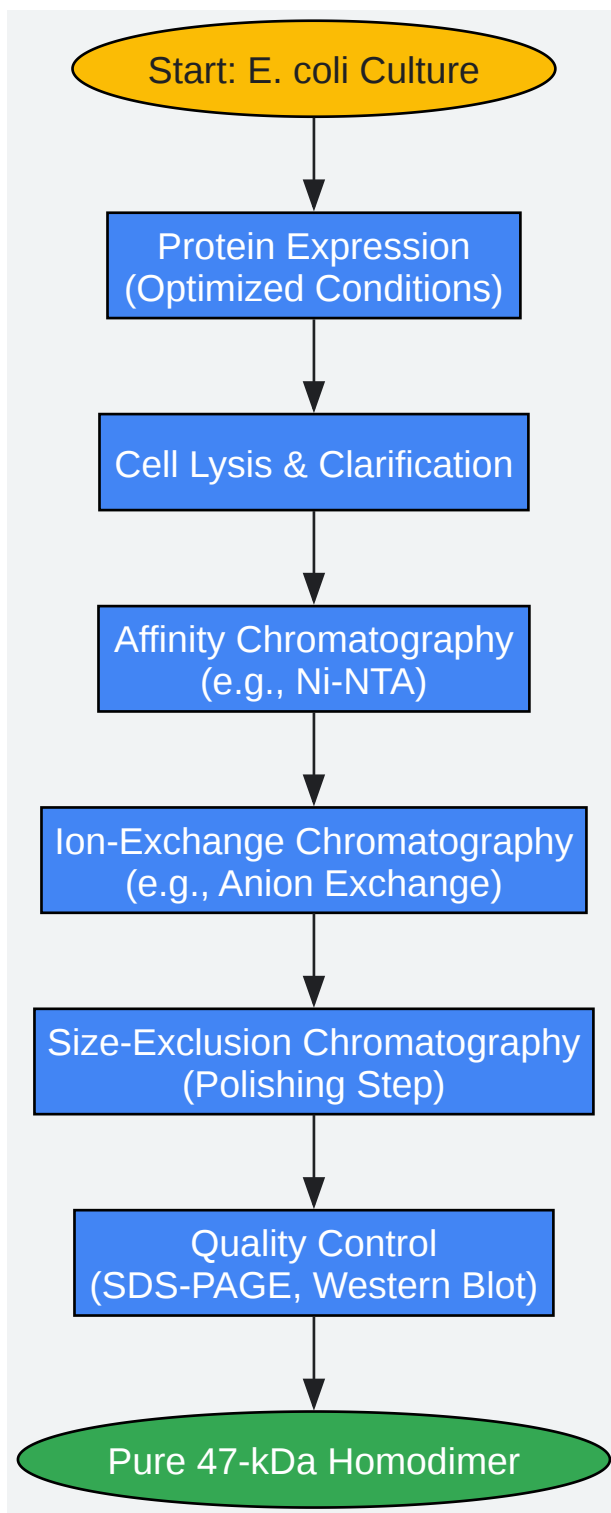 Start: E. coli Culture
Protein Expression
(Optimized Conditions)
Cell Lysis & Clarification
Affinity Chromatography
(e.g., Ni-NTA)
Ion-Exchange Chromatography
(e.g., Anion Exchange)
Size-Exclusion Chromatography
(Polishing Step)
Quality Control
(SDS-PAGE, Western Blot)
Pure 47-kDa Homodimer